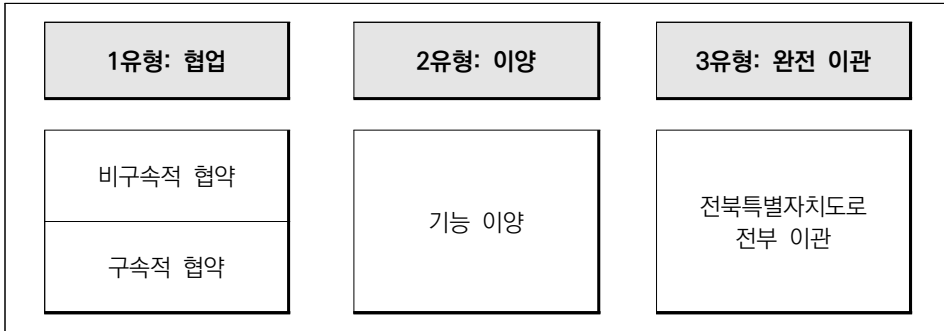 1유형: 협업
2유형: 이양
3유형: 완전 이관
비구속적 협약
구속적 협약
기능 이양
전북특별자치도로
전부 이관